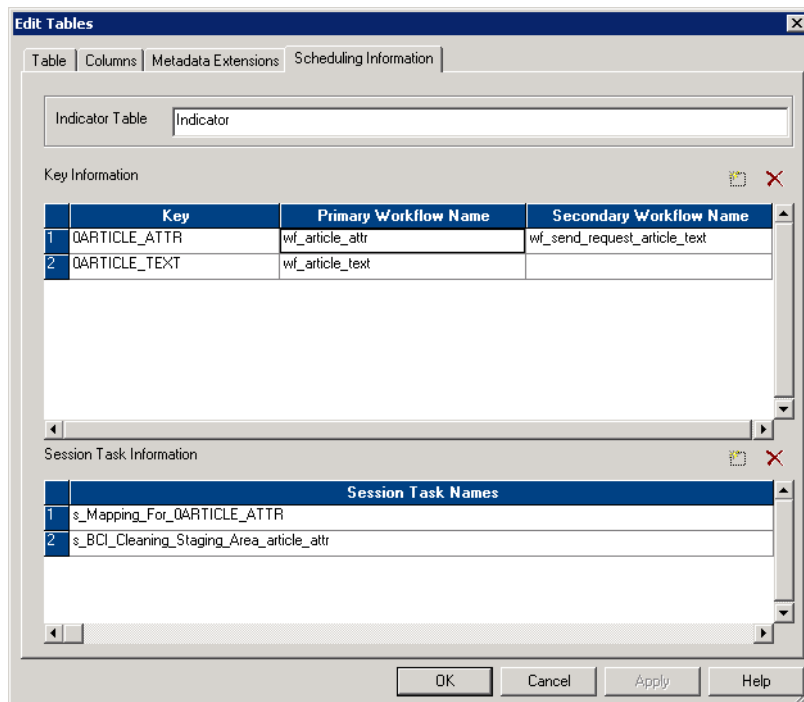 Edit Tables
Table Columns Metadata Extensions Scheduling Information
Indicator Table Indicator
Key Information
Key Primary Workflow Name Secondary Workflow Name
1 0ARTICLE_ATTR wf_article_attr wf_send_request_article_text
2 0ARTICLE_TEXT wf_article_text
Session Task Information
Session Task Names
1 s_Mapping_For_0ARTICLE_ATTR
2 s_BCI_Cleaning_Staging_Area_article_attr
OK Cancel Apply Help